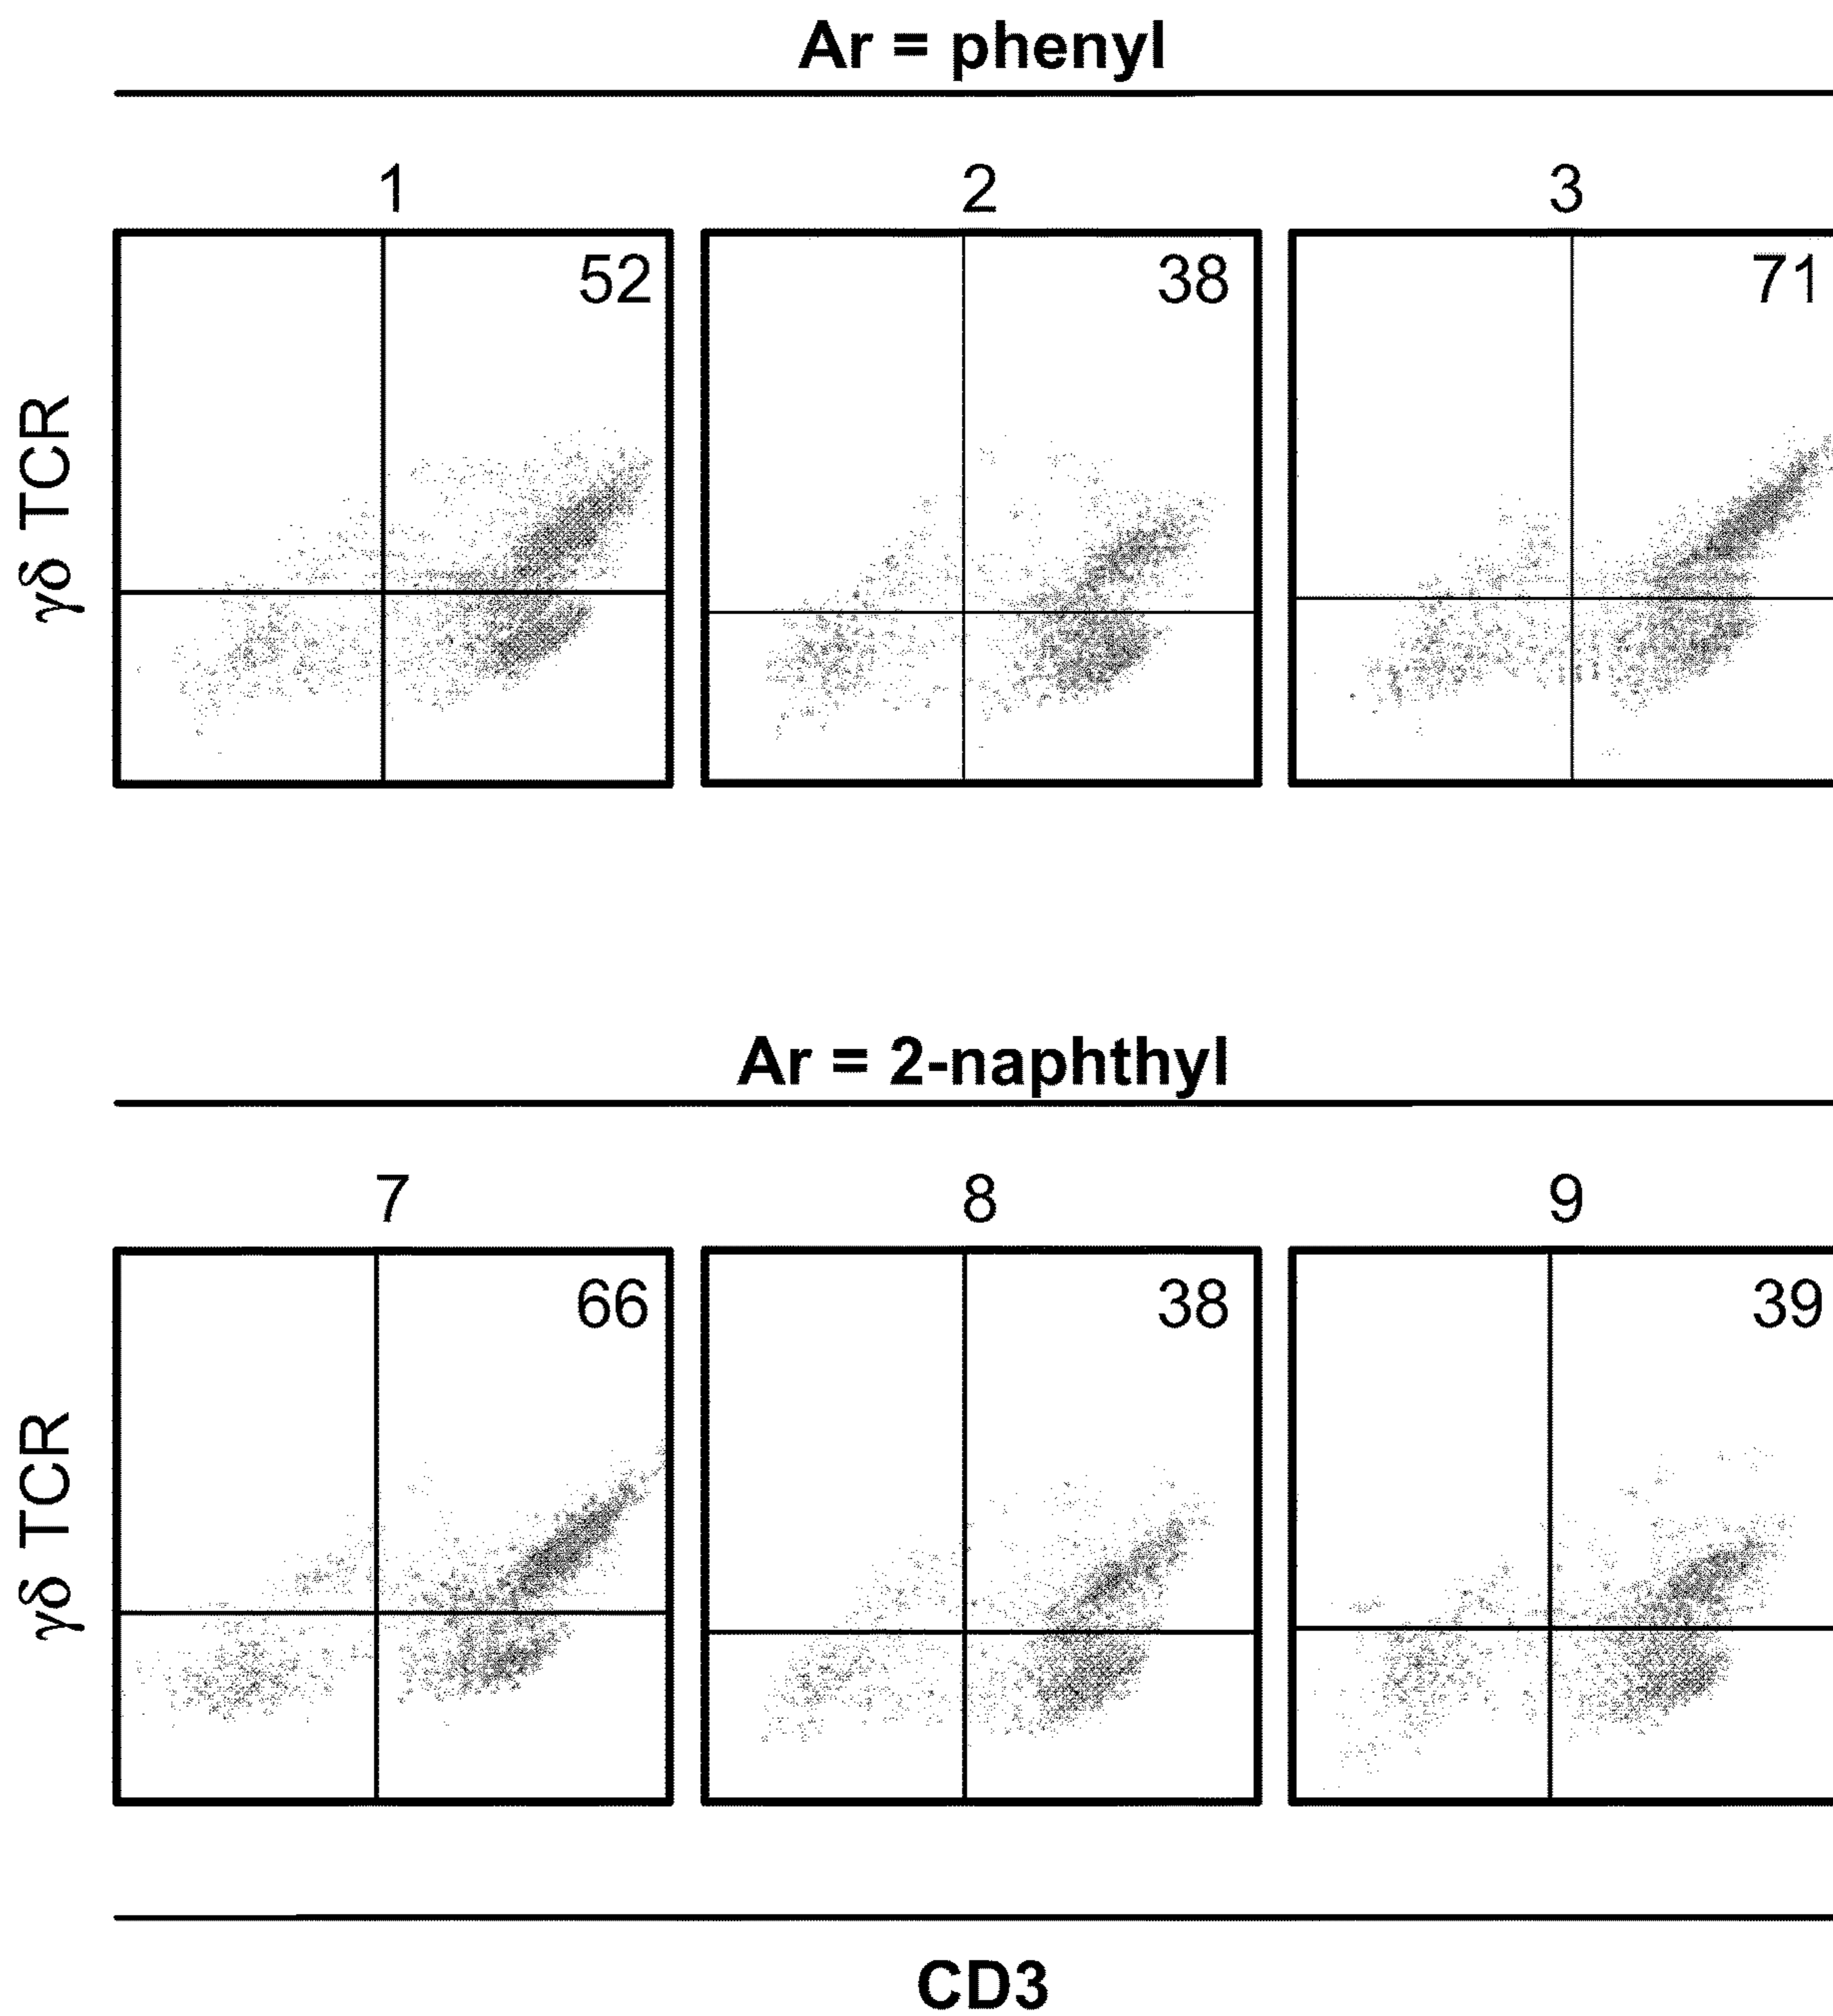 Ar = phenyl
1 2 3
52 38 71
γδ TCR
Ar = 2-naphthyl
7 8 9
66 38 39
γδ TCR
CD3